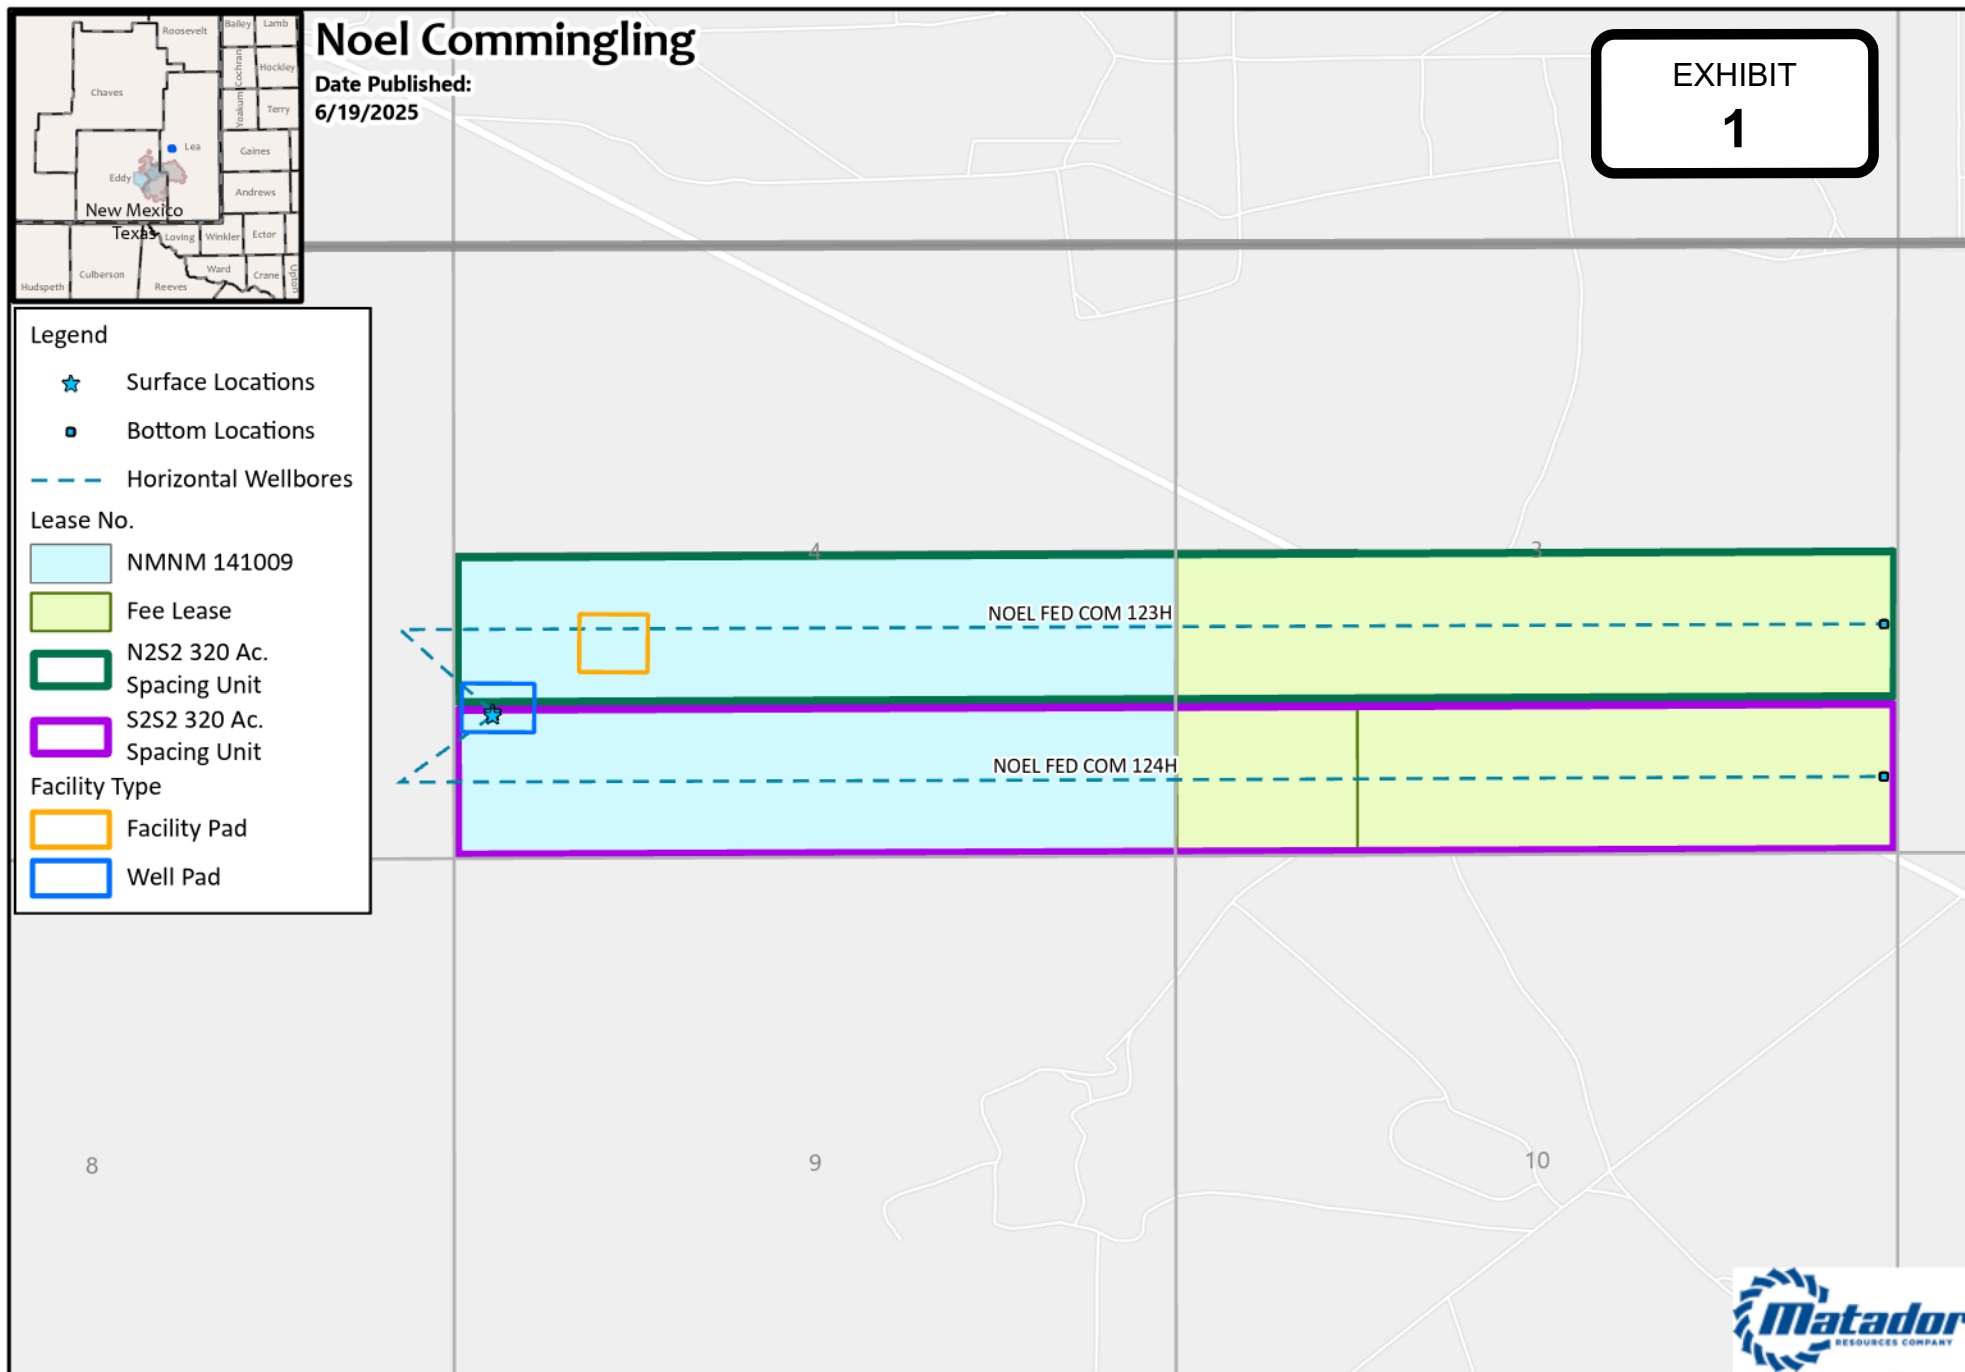 Noel Commingling
Date Published:
6/19/2025
EXHIBIT
1
Roosevelt
Bailey
Lamb
Cochran
Hockley
Chaves
Yoakum
Terry
Lea
Gaines
Eddy
Andrews
New Mexico
Texas
Loving
Winkler
Ector
Ward
Culberson
Crane
Upton
Hudspeth
Reeves
Legend
Surface Locations
Bottom Locations
Horizontal Wellbores
Lease No.
NMNM 141009
Fee Lease
N2S2 320 Ac.
Spacing Unit
S2S2 320 Ac.
Spacing Unit
Facility Type
Facility Pad
Well Pad
4
3
NOEL FED COM 123H
NOEL FED COM 124H
8
9
10
Matador
RESOURCES COMPANY